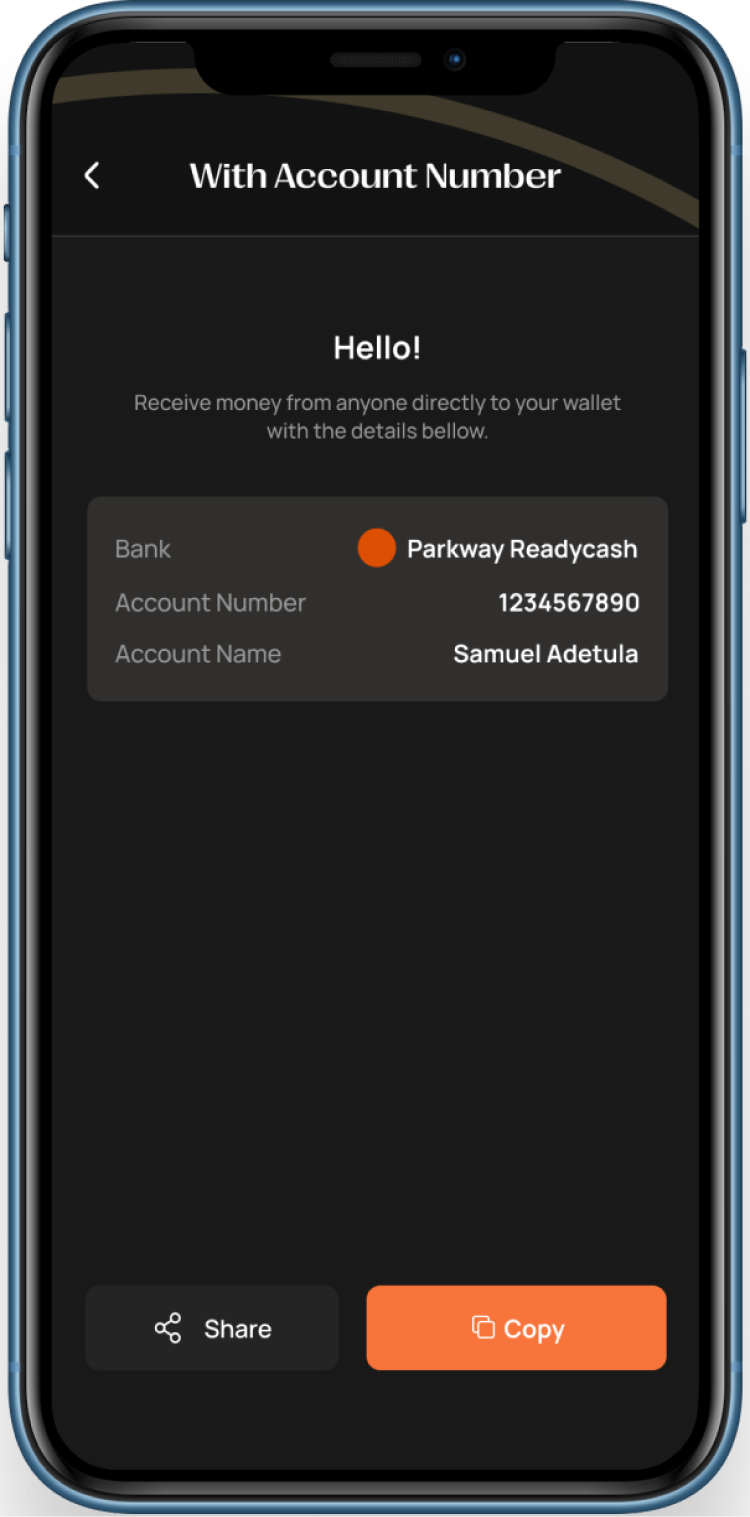 With Account Number
Hello!
Receive money from anyone directly to your wallet
with the details bellow.
Bank Parkway Readycash
Account Number 1234567890
Account Name Samuel Adetula
Share Copy